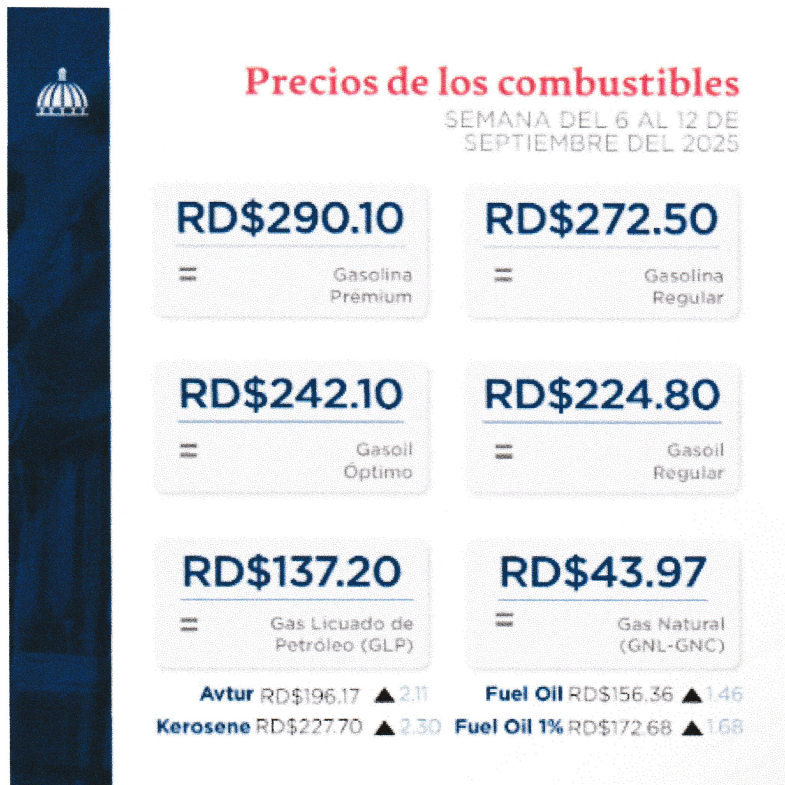 Precios de los combustibles
SEMANA DEL 6 AL 12 DE
SEPTIEMBRE DEL 2025
RD$290.10
=
Gasolina
Premium
RD$272.50
=
Gasolina
Regular
RD$242.10
=
Gasoil
Óptimo
RD$224.80
=
Gasoil
Regular
RD$137.20
=
Gas Licuado de
Petróleo (GLP)
RD$43.97
=
Gas Natural
(GNL-GNC)
Avtur RD$196.17 ▲ 2.11
Fuel Oil RD$156.36 ▲ 1.46
Kerosene RD$227.70 ▲ 2.30
Fuel Oil 1% RD$172.68 ▲ 1.68